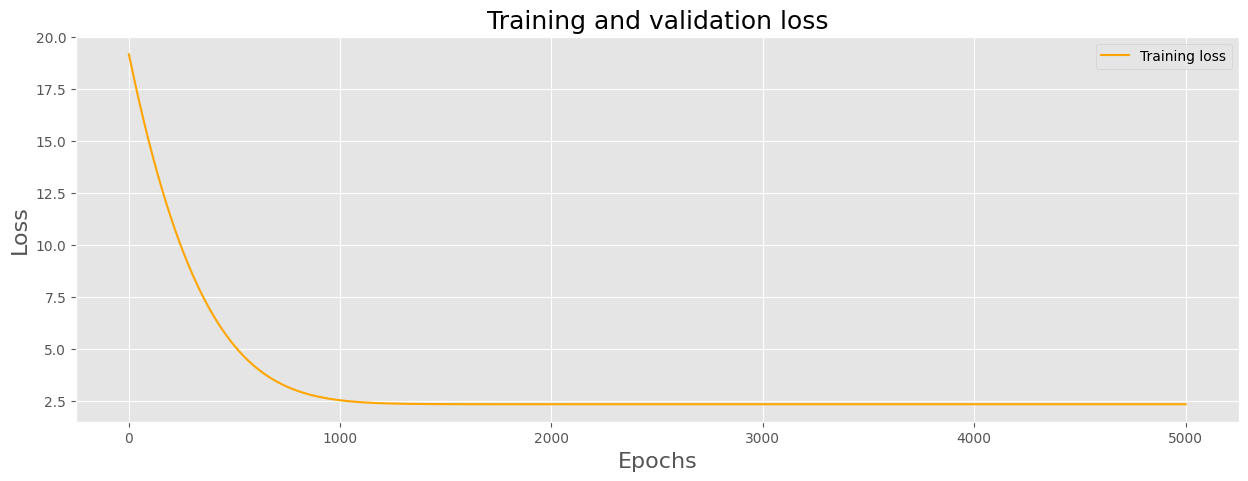 Training and validation loss
Training loss
20.0
17.5
15.0
12.5
10.0
7.5
5.0
2.5
Loss
0 1000 2000 3000 4000 5000
Epochs